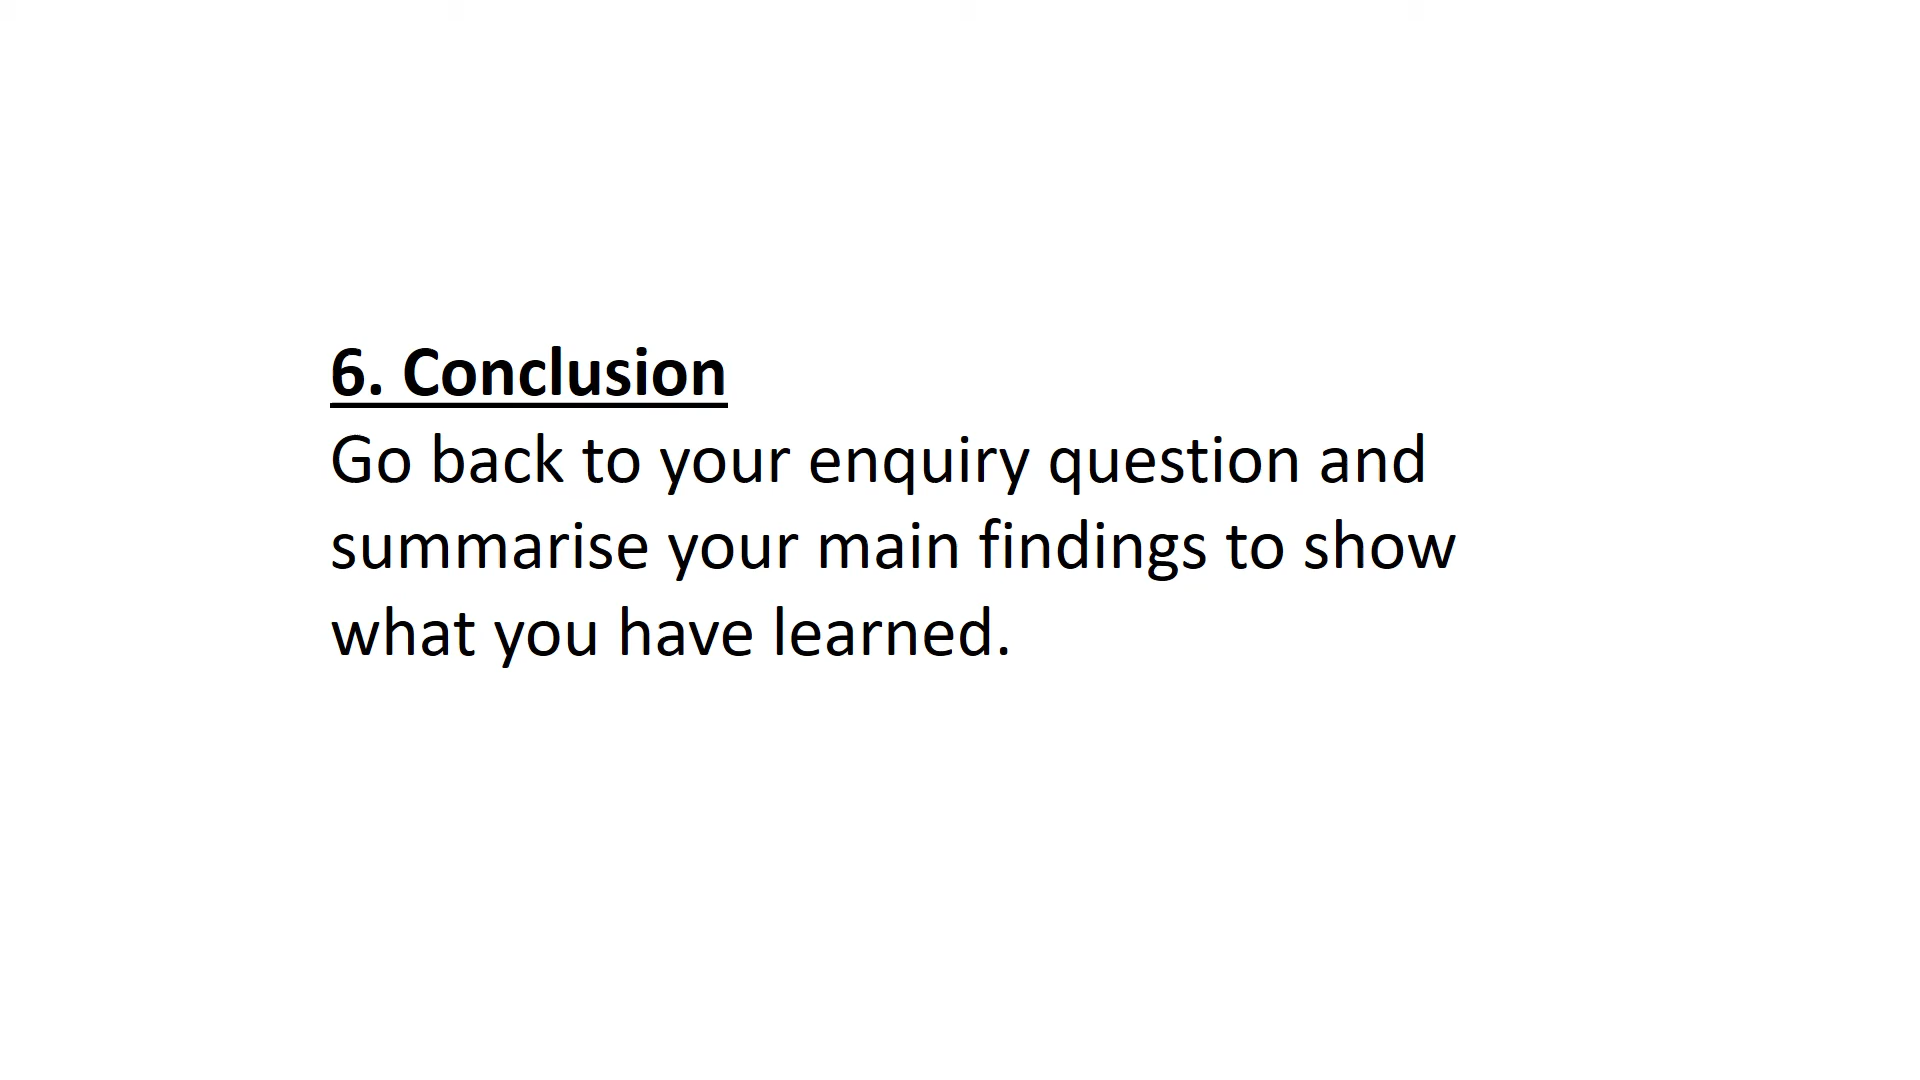 6. Conclusion
Go back to your enquiry question and
summarise your main findings to show
what you have learned.